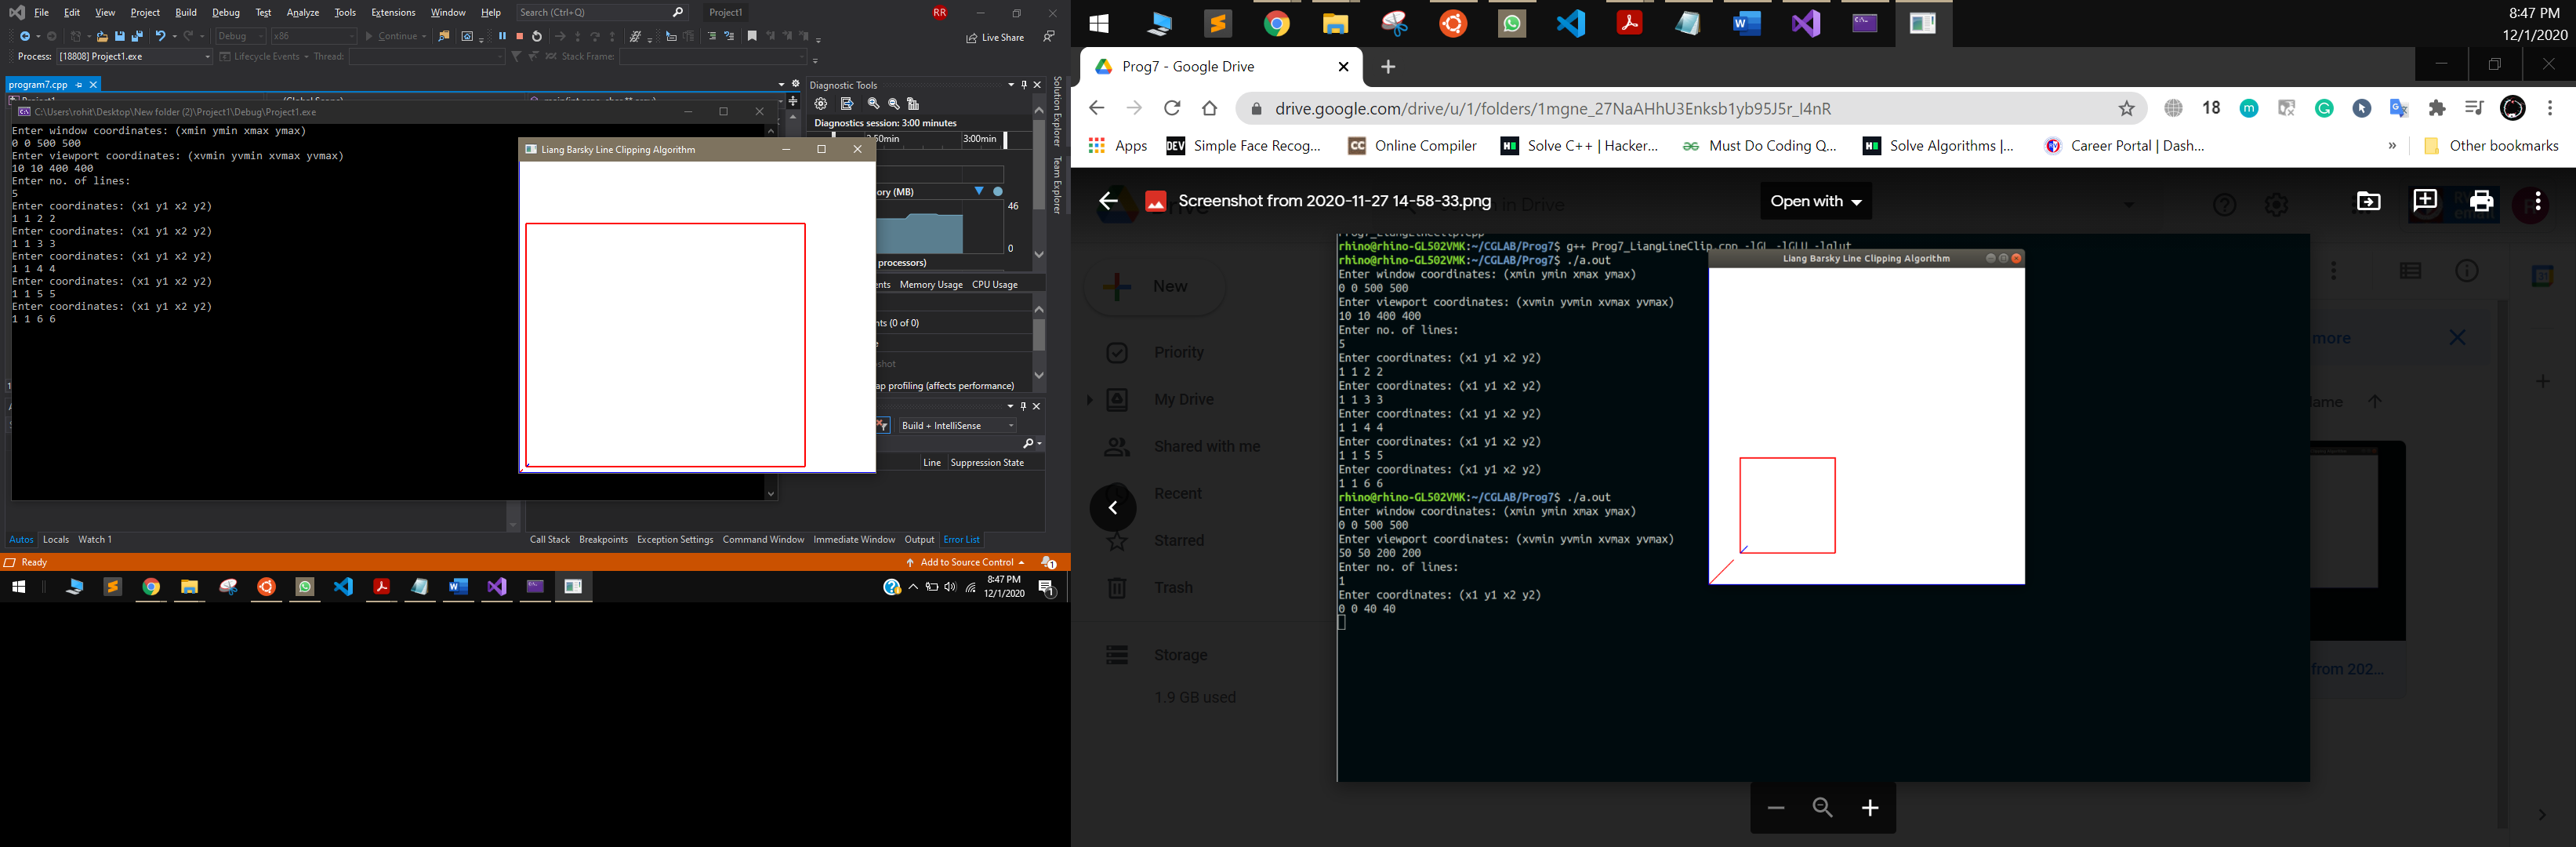 File Edit View Project Build Debug Test Analyze Tools Extensions Window Help Search (Ctrl+Q) Project1 RR
Debug x86 Continue Live Share
Process: [18808] Project1.exe Lifecycle Events Thread: Stack Frame:
program7.cpp
C:\Users\rohit\Desktop\New folder (2)\Project1\Debug\Project1.exe
Enter window coordinates: (xmin ymin xmax ymax)
0 0 500 500
Enter viewport coordinates: (xvmin yvmin xvmax yvmax)
10 10 400 400
Enter no. of lines:
5
Enter coordinates: (x1 y1 x2 y2)
1 1 2 2
Enter coordinates: (x1 y1 x2 y2)
1 1 3 3
Enter coordinates: (x1 y1 x2 y2)
1 1 4 4
Enter coordinates: (x1 y1 x2 y2)
1 1 5 5
Enter coordinates: (x1 y1 x2 y2)
1 1 6 6
Liang Barsky Line Clipping Algorithm
Diagnostic Tools
Diagnostics session: 3:00 minutes
3:00min
ory (MB)
46
0
processors)
Memory Usage CPU Usage
(0 of 0)
ap profiling (affects performance)
Build + IntelliSense
Line Suppression State
Solution Explorer
Team Explorer
Autos Locals Watch 1
Call Stack Breakpoints Exception Settings Command Window Immediate Window Output Error List
Ready
Add to Source Control
1
8:47 PM
12/1/2020
1
8:47 PM
12/1/2020
Prog7 - Google Drive
drive.google.com/drive/u/1/folders/1mgne_27NaAHhU3Enksb1yb95J5r_I4nR
18
Apps DEV Simple Face Recog... CC Online Compiler Solve C++ | Hacker... Must Do Coding Q... Solve Algorithms |... Career Portal | Dash... » Other bookmarks
Screenshot from 2020-11-27 14-58-33.png
Open with
in Drive
New
Priority
My Drive
Shared with me
Recent
Starred
Trash
Storage
1.9 GB used
more
from 202...
Prog7_LiangLineClip.cpp
rhino@rhino-GL502VMK:~/CGLAB/Prog7$ g++ Prog7_LiangLineClip.cpp -lGL -lGLU -lglut
rhino@rhino-GL502VMK:~/CGLAB/Prog7$ ./a.out
Enter window coordinates: (xmin ymin xmax ymax)
0 0 500 500
Enter viewport coordinates: (xvmin yvmin xvmax yvmax)
10 10 400 400
Enter no. of lines:
5
Enter coordinates: (x1 y1 x2 y2)
1 1 2 2
Enter coordinates: (x1 y1 x2 y2)
1 1 3 3
Enter coordinates: (x1 y1 x2 y2)
1 1 4 4
Enter coordinates: (x1 y1 x2 y2)
1 1 5 5
Enter coordinates: (x1 y1 x2 y2)
1 1 6 6
rhino@rhino-GL502VMK:~/CGLAB/Prog7$ ./a.out
Enter window coordinates: (xmin ymin xmax ymax)
0 0 500 500
Enter viewport coordinates: (xvmin yvmin xvmax yvmax)
50 50 200 200
Enter no. of lines:
1
Enter coordinates: (x1 y1 x2 y2)
0 0 40 40
Liang Barsky Line Clipping Algorithm